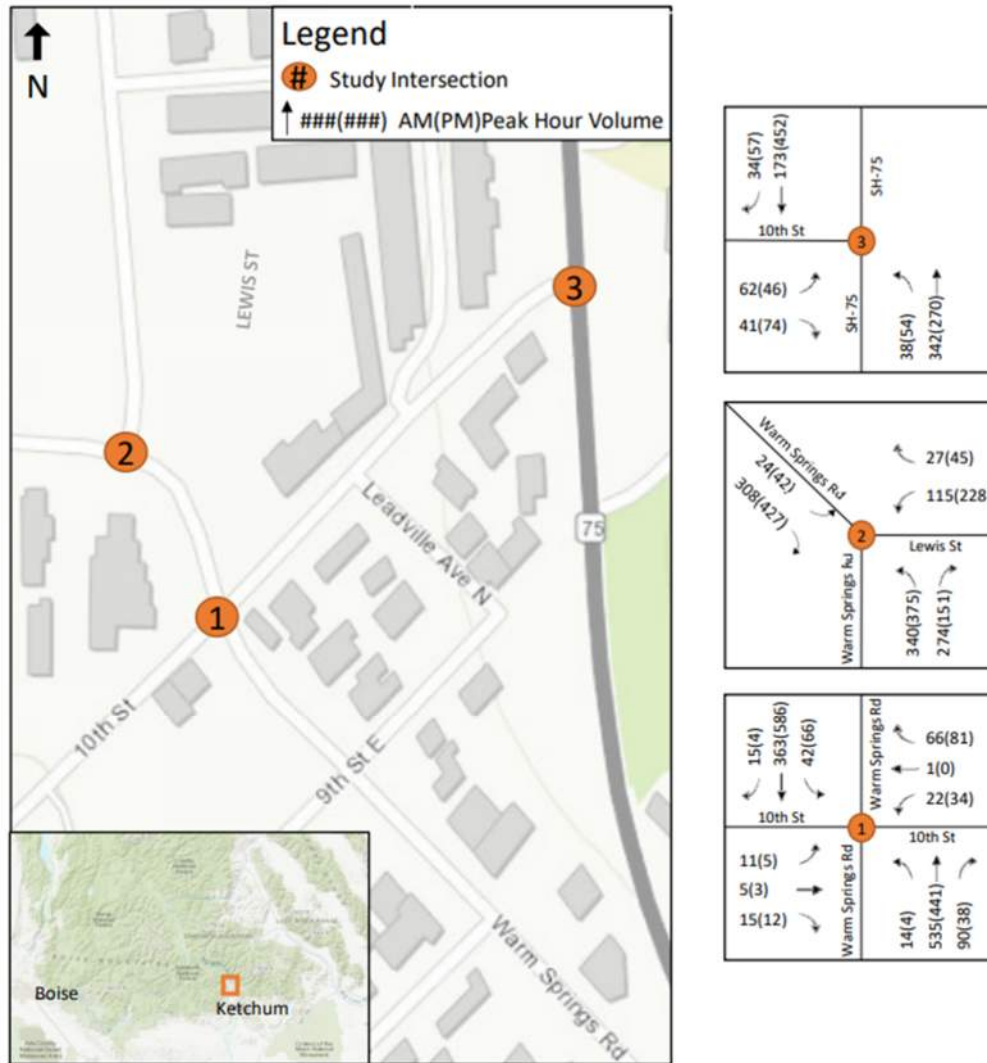 N
Legend
# Study Intersection
###(###) AM(PM)Peak Hour Volume
LEWIS ST
3
2
Leadville Ave N
75
1
10th St
9th St E
Warm Springs Rd
Boise
Ketchum
34(57)
173(452)
SH-75
10th St
3
62(46)
41(74)
SH-75
38(54)
342(270)
Warm Springs Rd
24(42)
308(427)
27(45)
115(228
2
Lewis St
Warm Springs Rd
340(375)
274(151)
15(4)
363(586)
42(66)
Warm Springs Rd
66(81)
1(0)
22(34)
10th St
1
10th St
11(5)
5(3)
15(12)
Warm Springs Rd
14(4)
535(441)
90(38)